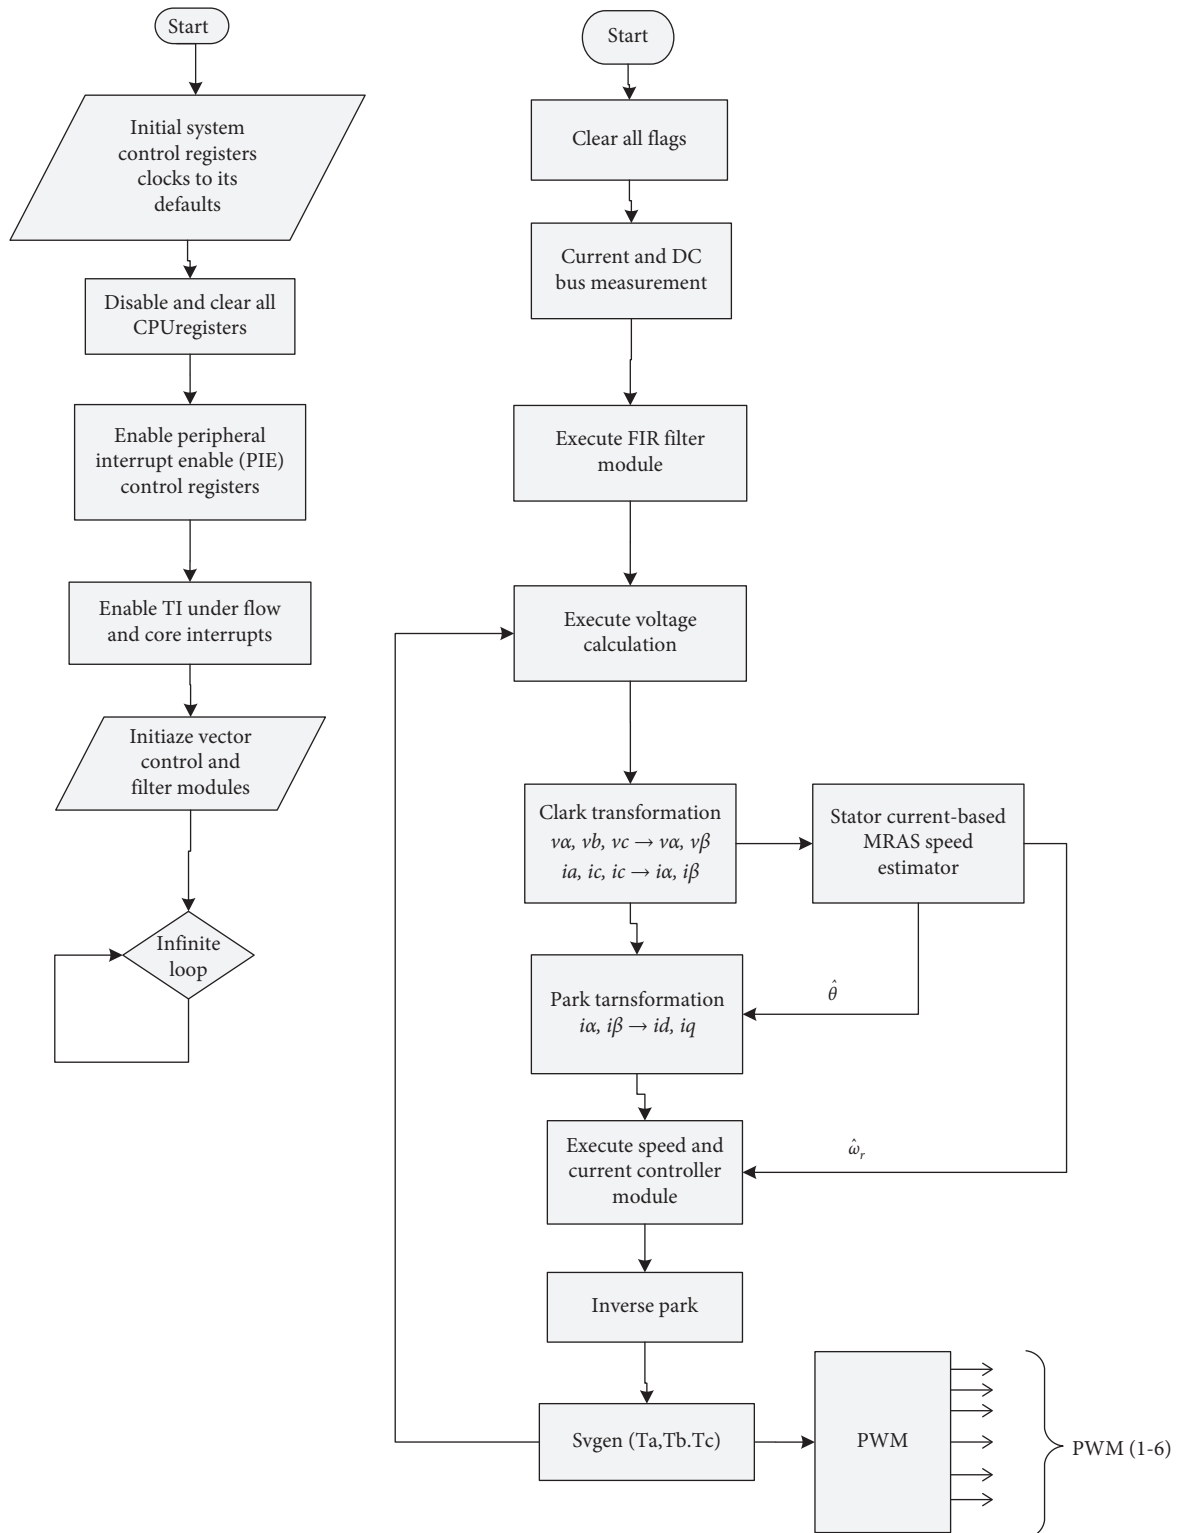 Start
Initial system
control registers
clocks to its
defaults
Disable and clear all
CPUregisters
Enable peripheral
interrupt enable (PIE)
control registers
Enable TI under flow
and core interrupts
Initiaze vector
control and
filter modules
Infinite
loop
Start
Clear all flags
Current and DC
bus measurement
Execute FIR filter
module
Execute voltage
calculation
Clark transformation
vα, vb, vc → vα, vβ
ia, ic, ic → iα, iβ
Stator current-based
MRAS speed
estimator
Park tarnsformation
iα, iβ → id, iq
θ̂
Execute speed and
current controller
module
ω̂r
Inverse park
Svgen (Ta,Tb.Tc)
PWM
PWM (1-6)